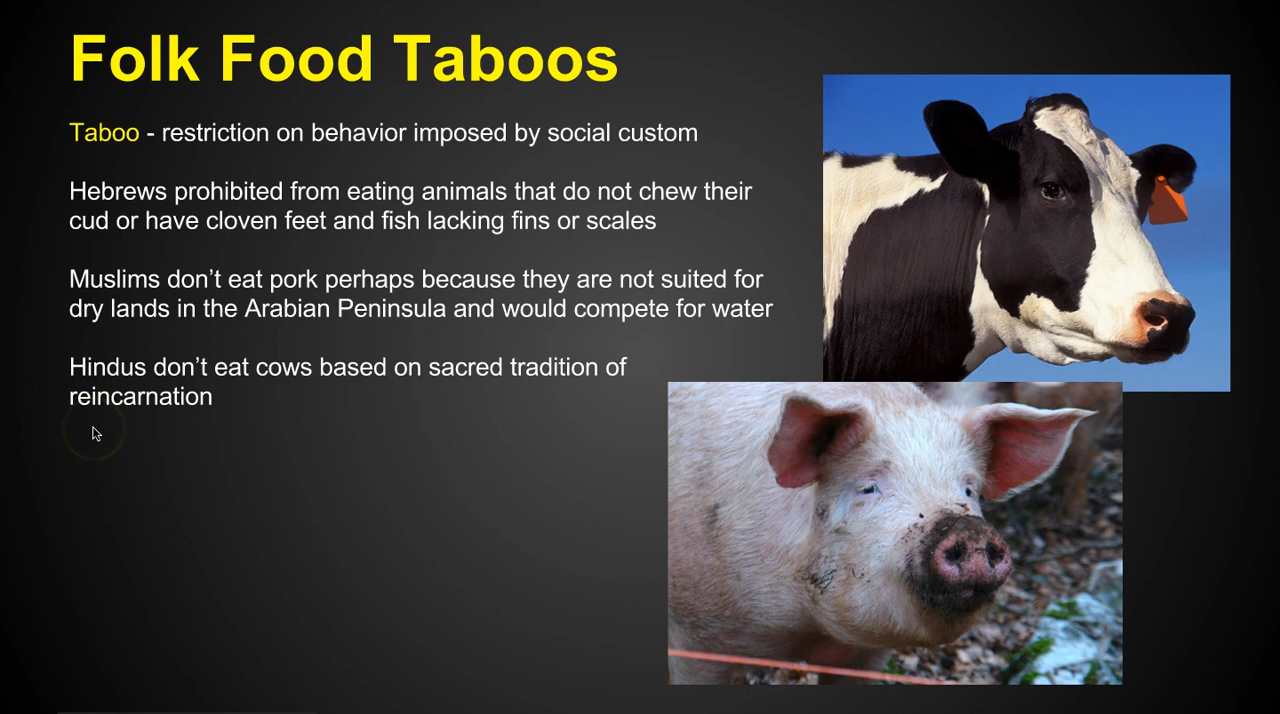 Folk Food Taboos
Taboo - restriction on behavior imposed by social custom
Hebrews prohibited from eating animals that do not chew their
cud or have cloven feet and fish lacking fins or scales
Muslims don’t eat pork perhaps because they are not suited for
dry lands in the Arabian Peninsula and would compete for water
Hindus don’t eat cows based on sacred tradition of
reincarnation